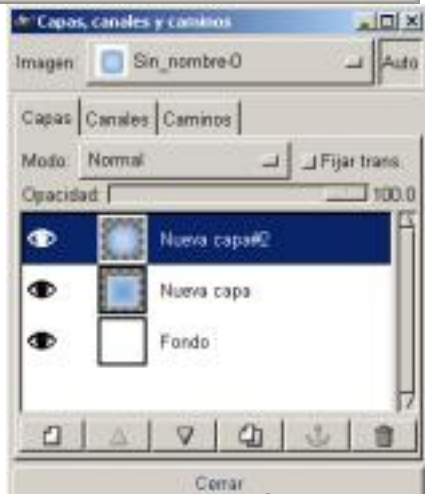 Capas, canales y caminos
Imagen: Sin_nombre-0 Auto
Capas Canales Caminos
Modo: Normal Fijar trans.
Opacidad: 100.0
Nueva capa#2
Nueva capa
Fondo
Cerrar